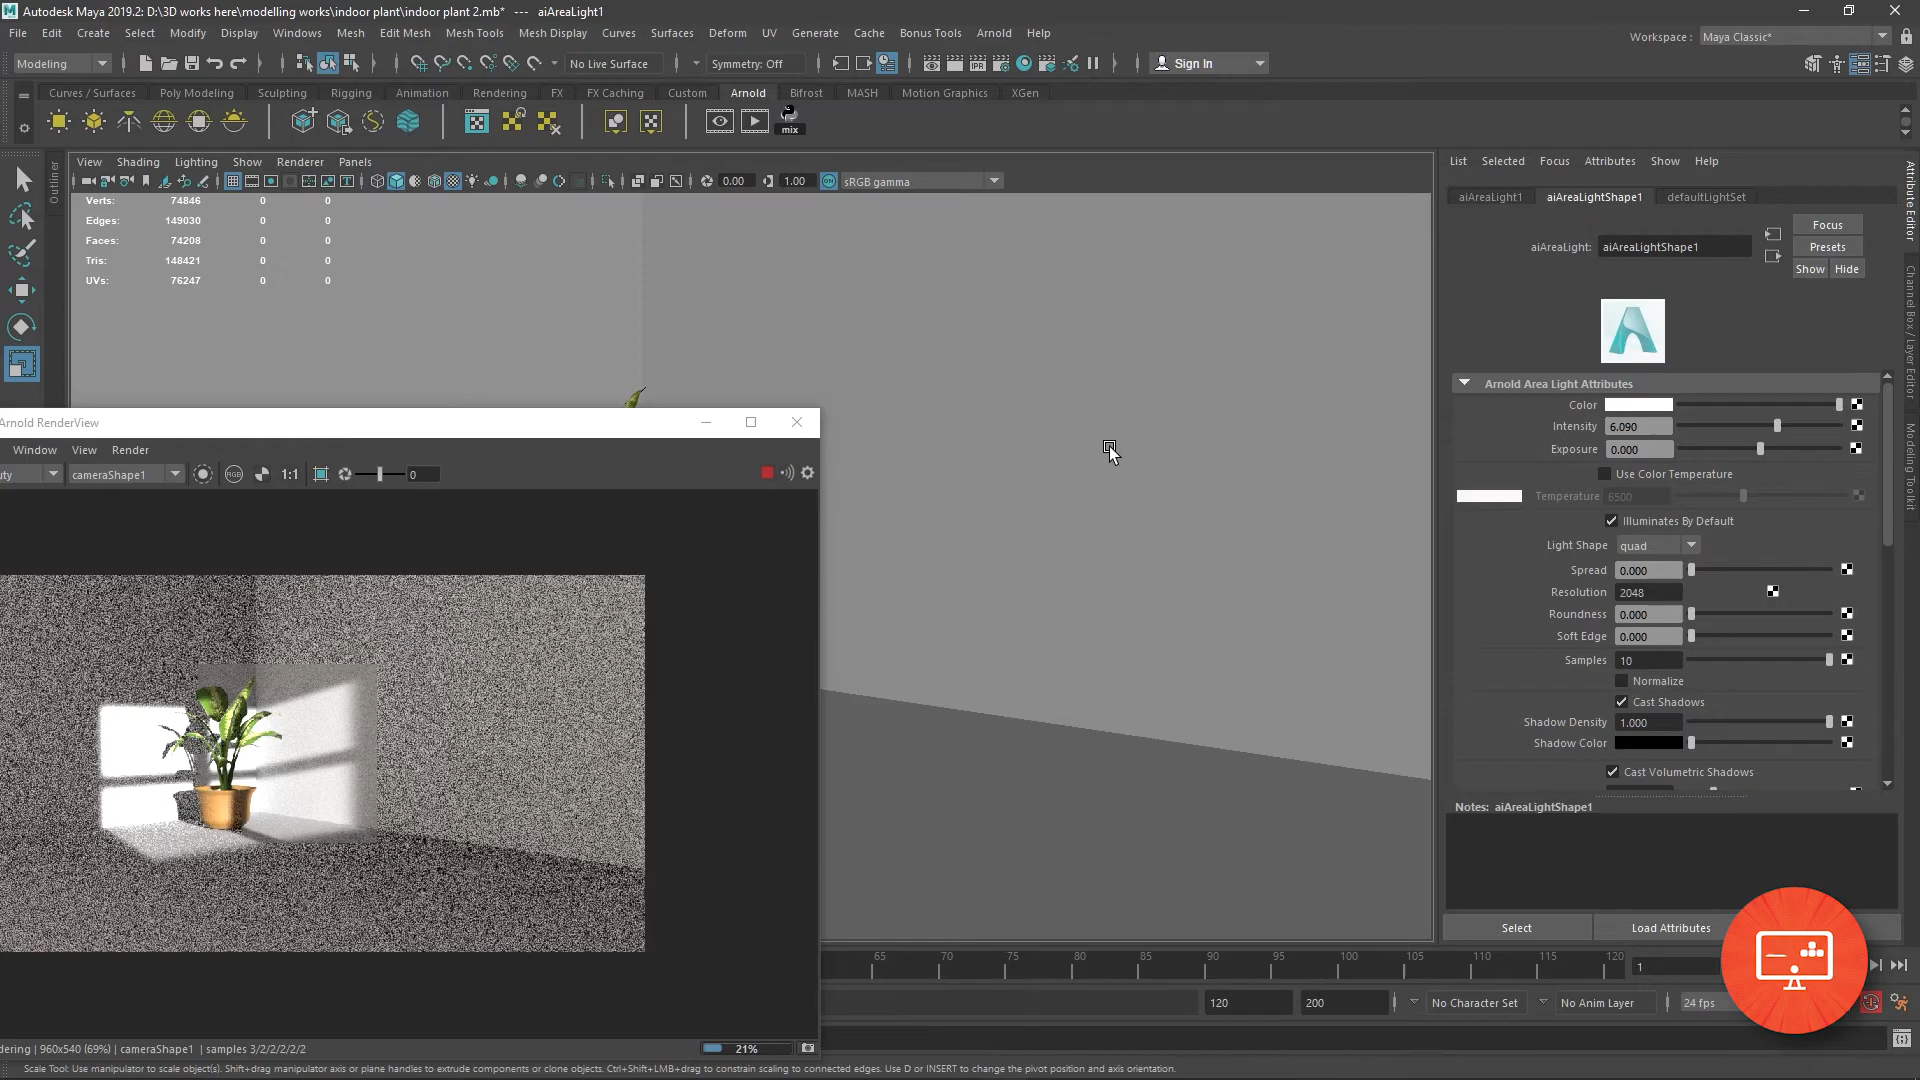 Autodesk Maya 2019.2: D:\3D works here\modelling works\indoor plant\indoor plant 2.mb* --- aiAreaLight1
File Edit Create Select Modify Display Windows Mesh Edit Mesh Mesh Tools Mesh Display Curves Surfaces Deform UV Generate Cache Bonus Tools Arnold Help
Workspace : Maya Classic*
Modeling No Live Surface Symmetry: Off Sign In
Curves / Surfaces Poly Modeling Sculpting Rigging Animation Rendering FX FX Caching Custom Arnold Bifrost MASH Motion Graphics XGen
mix
Outliner
View Shading Lighting Show Renderer Panels
0.00 1.00 ON sRGB gamma
Verts: 74846 0 0
Edges: 149030 0 0
Faces: 74208 0 0
Tris: 148421 0 0
UVs: 76247 0 0
Arnold RenderView
Window View Render
uty cameraShape1 RGB 1:1 0
dering | 960x540 (69%) | cameraShape1 | samples 3/2/2/2/2/2
21%
List Selected Focus Attributes Show Help
aiAreaLight1 aiAreaLightShape1 defaultLightSet
aiAreaLight: aiAreaLightShape1
Focus
Presets
Show Hide
Arnold Area Light Attributes
Color
Intensity 6.090
Exposure 0.000
Use Color Temperature
Temperature 6500
Illuminates By Default
Light Shape quad
Spread 0.000
Resolution 2048
Roundness 0.000
Soft Edge 0.000
Samples 10
Normalize
Cast Shadows
Shadow Density 1.000
Shadow Color
Cast Volumetric Shadows
Notes: aiAreaLightShape1
Select Load Attributes
Attribute Editor
Channel Box / Layer Editor
Modeling Toolkit
65 70 75 80 85 90 95 100 105 110 115 120 1
120 200 No Character Set No Anim Layer 24 fps
Scale Tool: Use manipulator to scale object(s). Shift+drag manipulator axis or plane handles to extrude components or clone objects. Ctrl+Shift+LMB+drag to constrain scaling to connected edges. Use D or INSERT to change the pivot position and axis orientation.